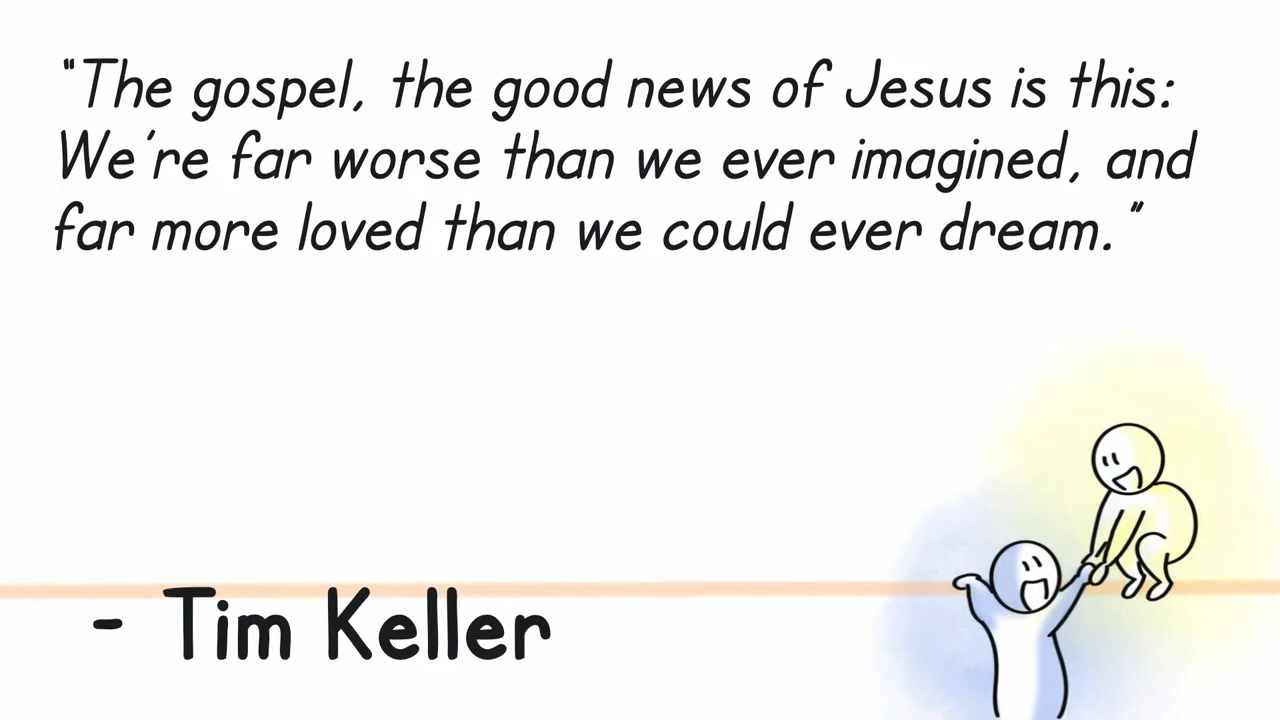 "The gospel, the good news of Jesus is this:
We're far worse than we ever imagined, and
far more loved than we could ever dream."
- Tim Keller